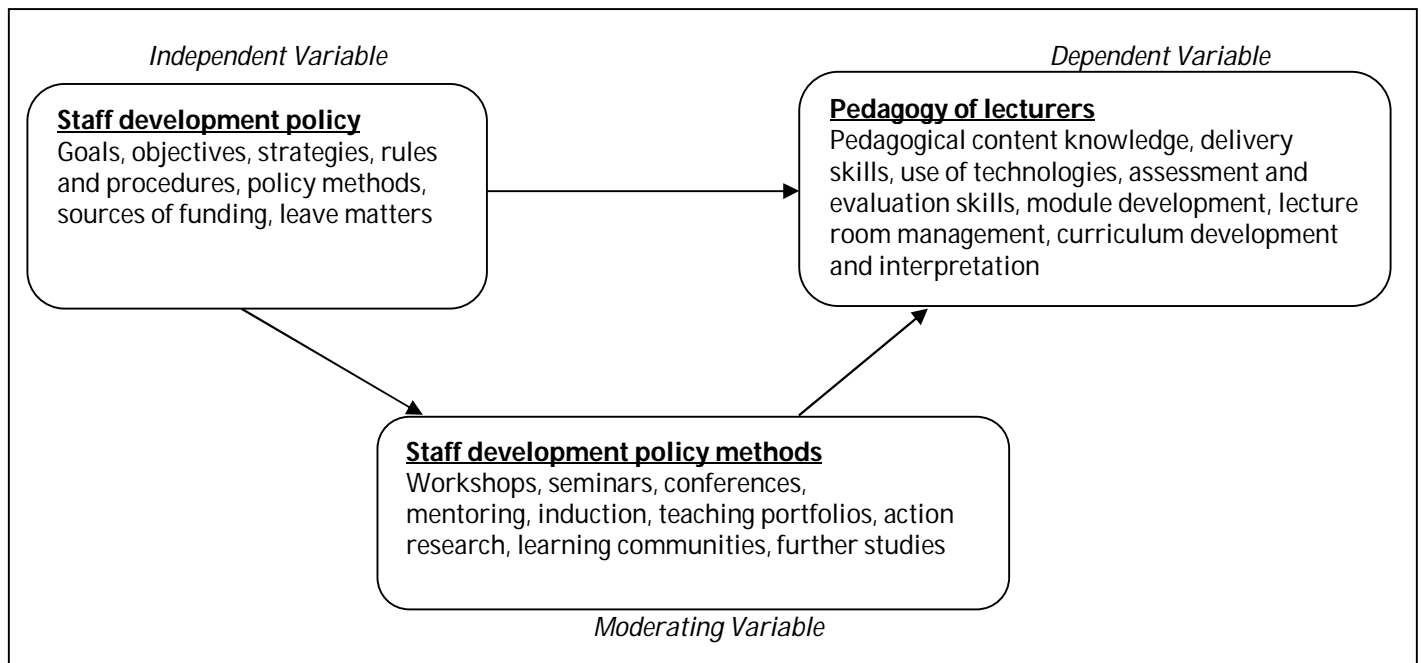 Independent Variable
Dependent Variable
Staff development policy
Goals, objectives, strategies, rules
and procedures, policy methods,
sources of funding, leave matters
Pedagogy of lecturers
Pedagogical content knowledge, delivery
skills, use of technologies, assessment and
evaluation skills, module development, lecture
room management, curriculum development
and interpretation
Staff development policy methods
Workshops, seminars, conferences,
mentoring, induction, teaching portfolios, action
research, learning communities, further studies
Moderating Variable